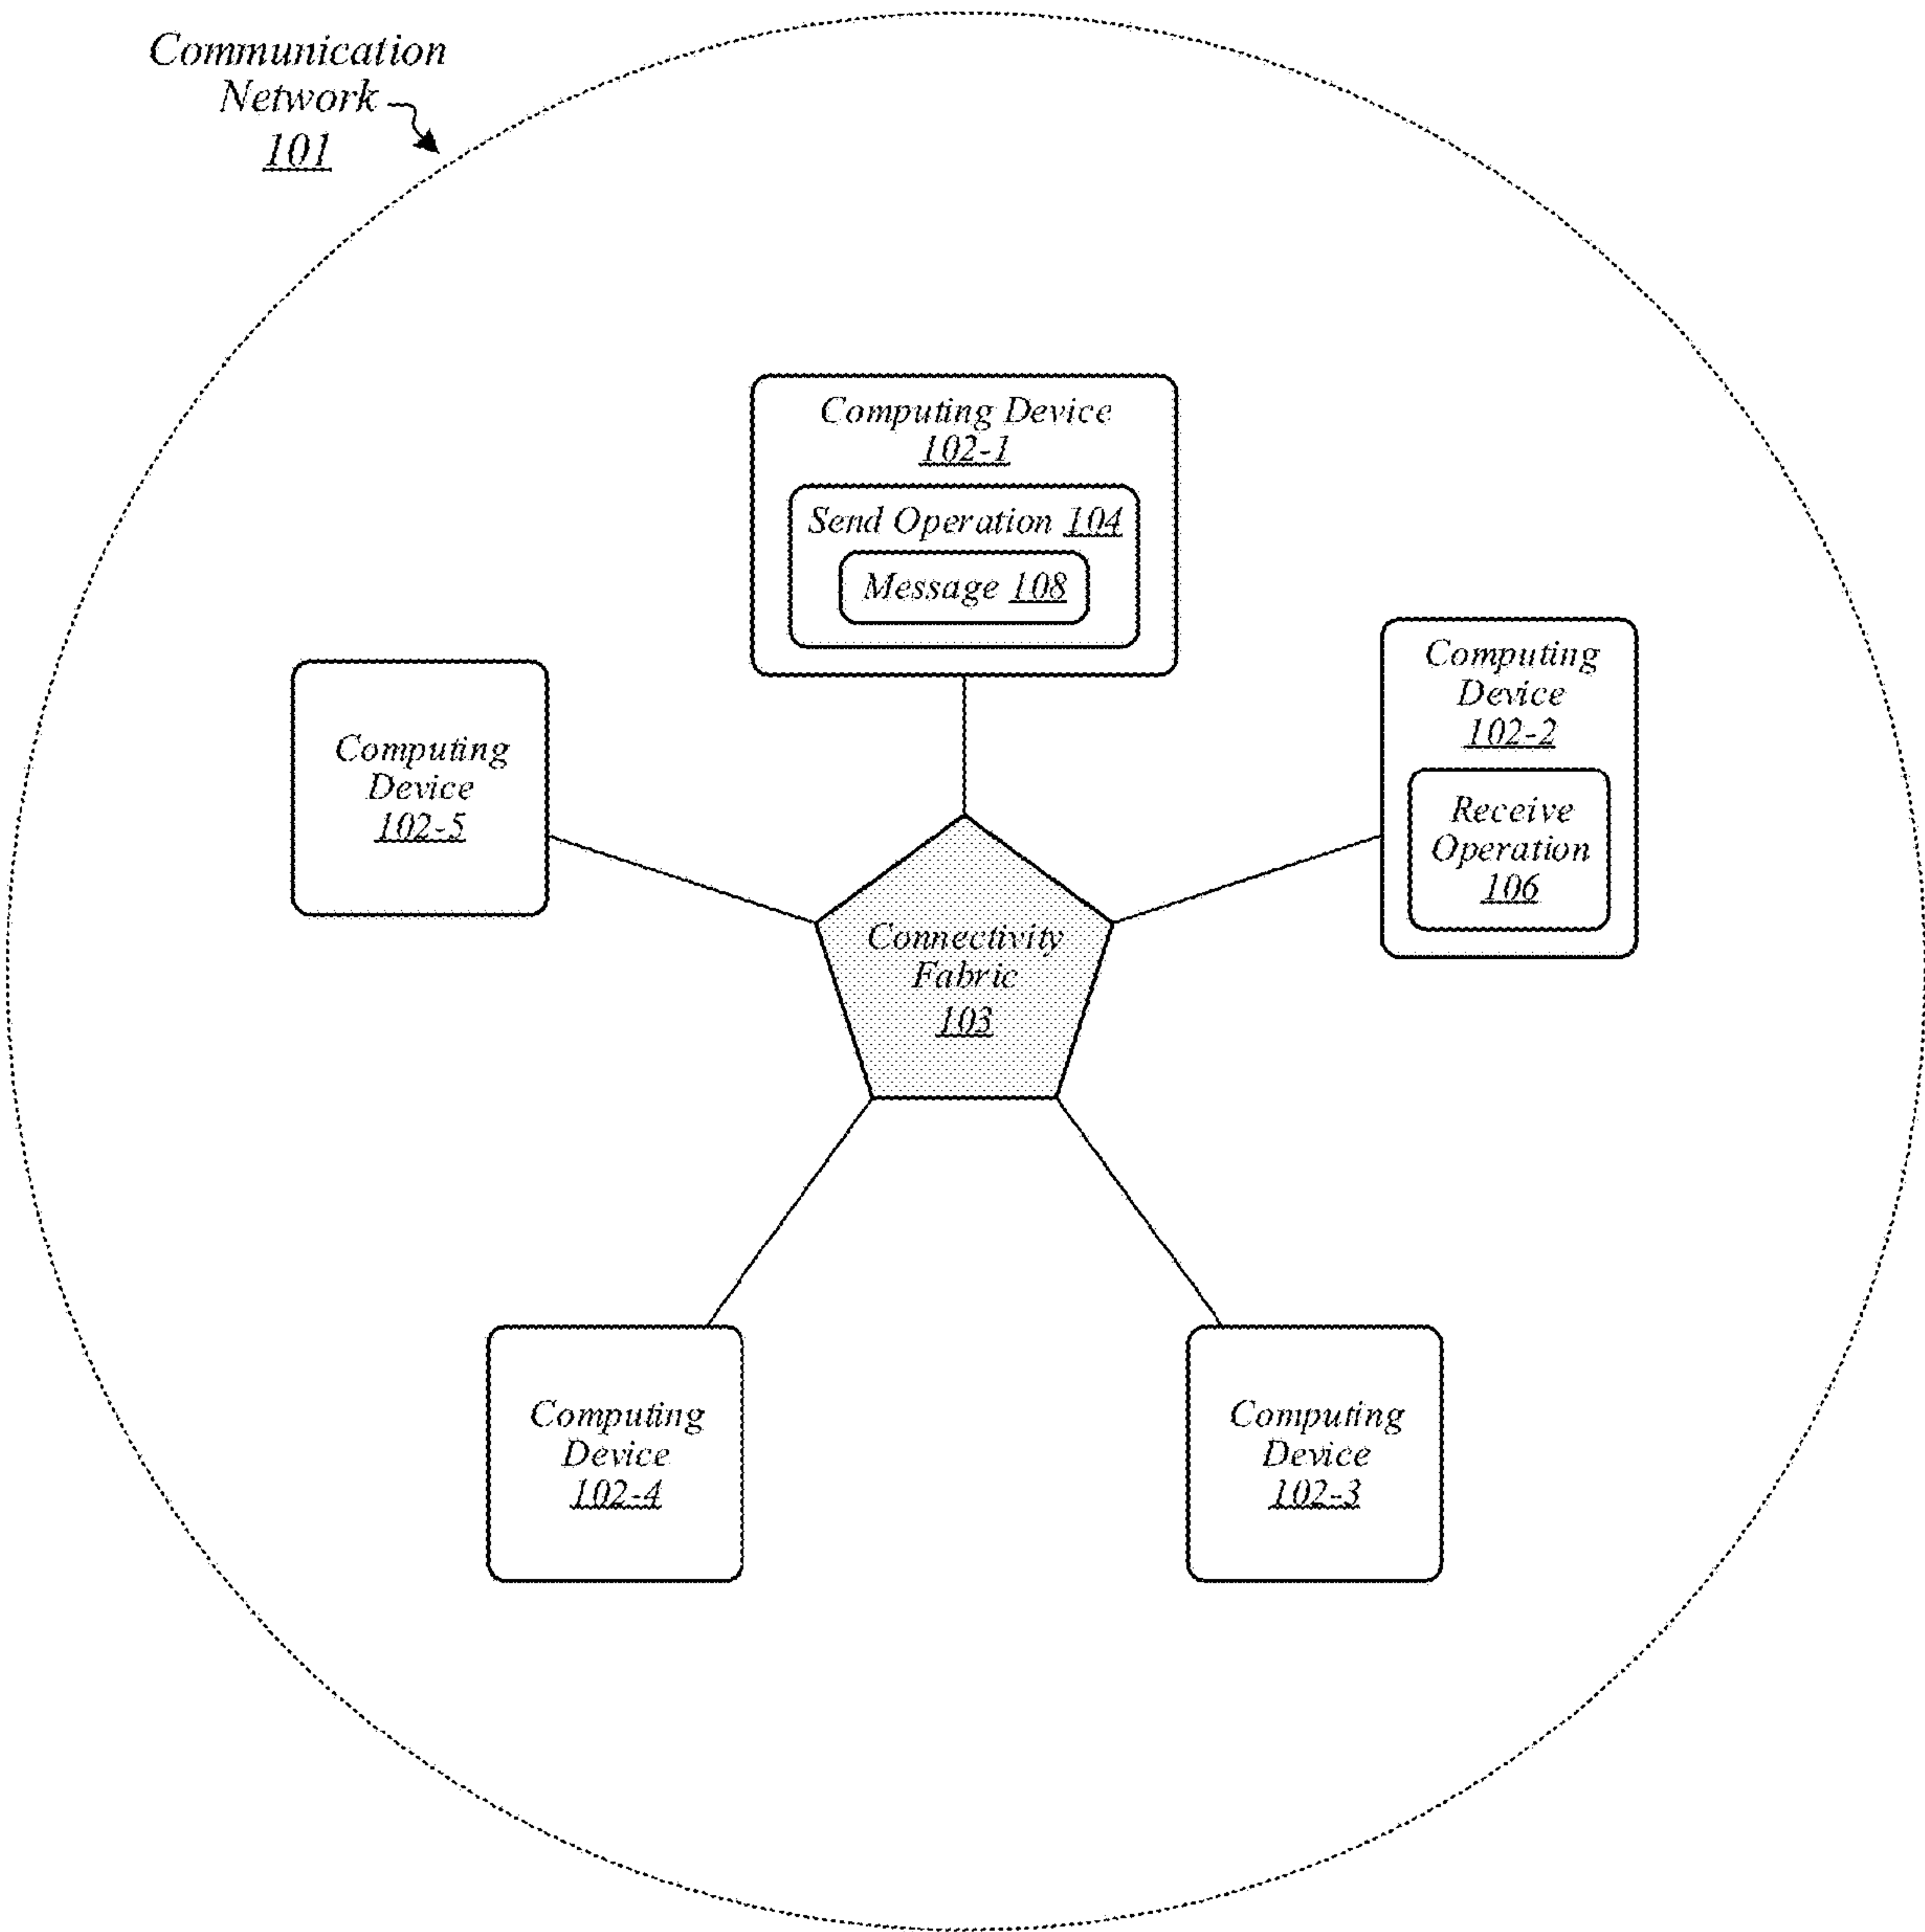 Communication
Network
101
Computing Device
102-1
Send Operation 104
Message 108
Computing
Device
102-2
Receive
Operation
106
Computing
Device
102-5
Connectivity
Fabric
103
Computing
Device
102-4
Computing
Device
102-3